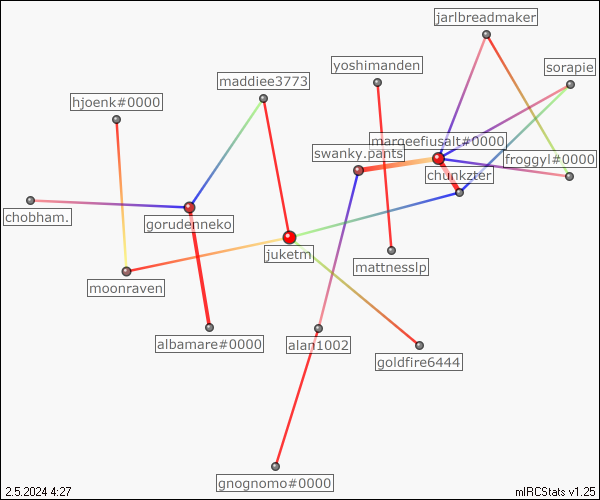 jarlbreadmaker
yoshimanden
sorapie
maddiee3773
hjoenk#0000
marqeefiusalt#0000
swanky.pants
froggyl#0000
chunkzter
chobham.
gorudenneko
juketm
mattnesslp
moonraven
albamare#0000
alan1002
goldfire6444
gnognomo#0000
2.5.2024 4:27
mIRCStats v1.25